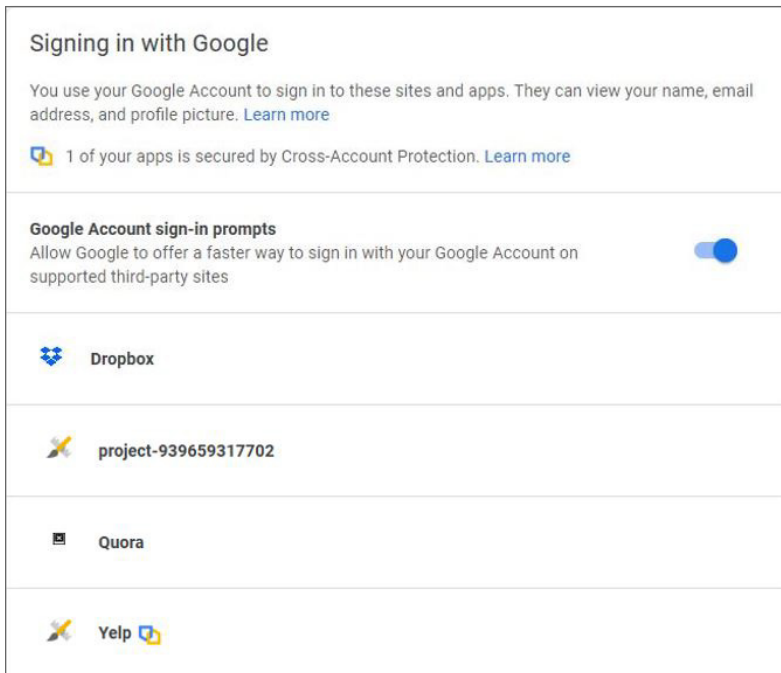 Signing in with Google
You use your Google Account to sign in to these sites and apps. They can view your name, email
address, and profile picture. Learn more
1 of your apps is secured by Cross-Account Protection. Learn more
Google Account sign-in prompts
Allow Google to offer a faster way to sign in with your Google Account on
supported third-party sites
Dropbox
project-939659317702
Quora
Yelp